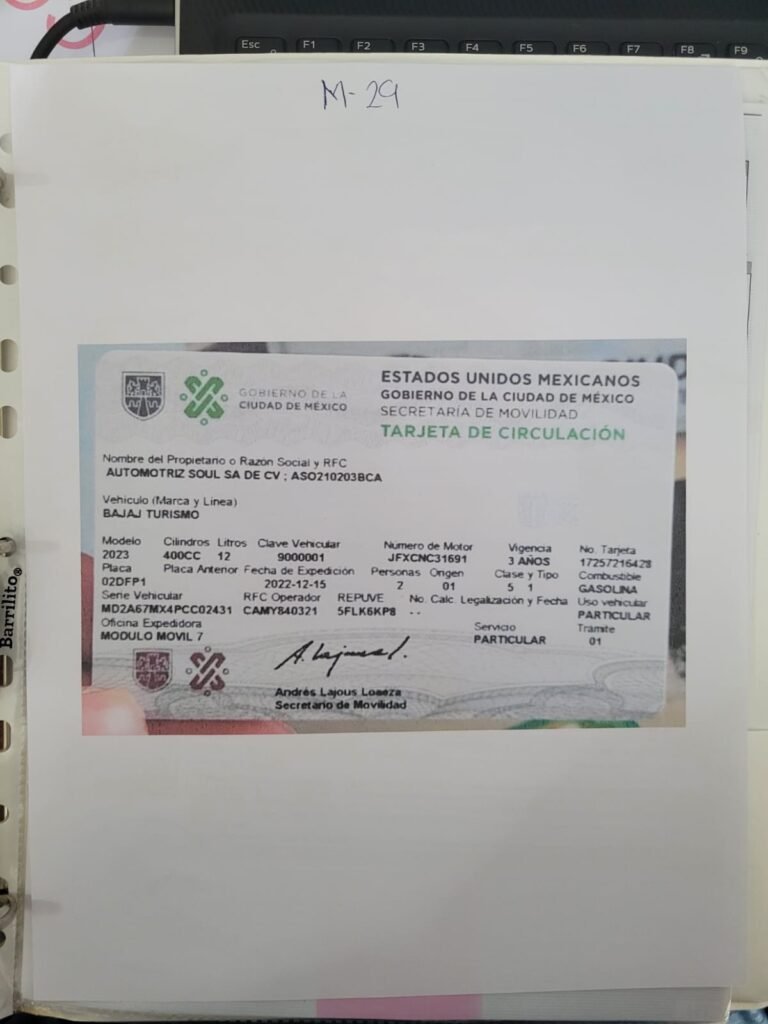 Esc F1 F2 F3 F4 F5 F6 F7 F8 F9
M-29
GOBIERNO DE LA
CIUDAD DE MÉXICO
ESTADOS UNIDOS MEXICANOS
GOBIERNO DE LA CIUDAD DE MÉXICO
SECRETARÍA DE MOVILIDAD
TARJETA DE CIRCULACIÓN
Nombre del Propietario o Razón Social y RFC
AUTOMOTRIZ SOUL SA DE CV ; ASO210203BCA
Vehiculo (Marca y Linea)
BAJAJ TURISMO
Modelo Cilindros Litros Clave Vehicular Numero de Motor Vigencia No. Tarjeta
2023 400CC 12 9000001 JFXCNC31691 3 AÑOS 17257216428
Placa Placa Anterior Fecha de Expedición Personas Origen Clase y Tipo Combustible
02DFP1 2022-12-15 2 01 5 1 GASOLINA
Serie Vehicular RFC Operador REPUVE No. Calc. Legalización y Fecha Uso vehicular
MD2A67MX4PCC02431 CAMY840321 5FLK6KP8 - - PARTICULAR
Oficina Expedidora Servicio Trámite
MODULO MOVIL 7 PARTICULAR 01
A. Lajous L.
Andrés Lajous Loaeza
Secretario de Movilidad
Barrilito®